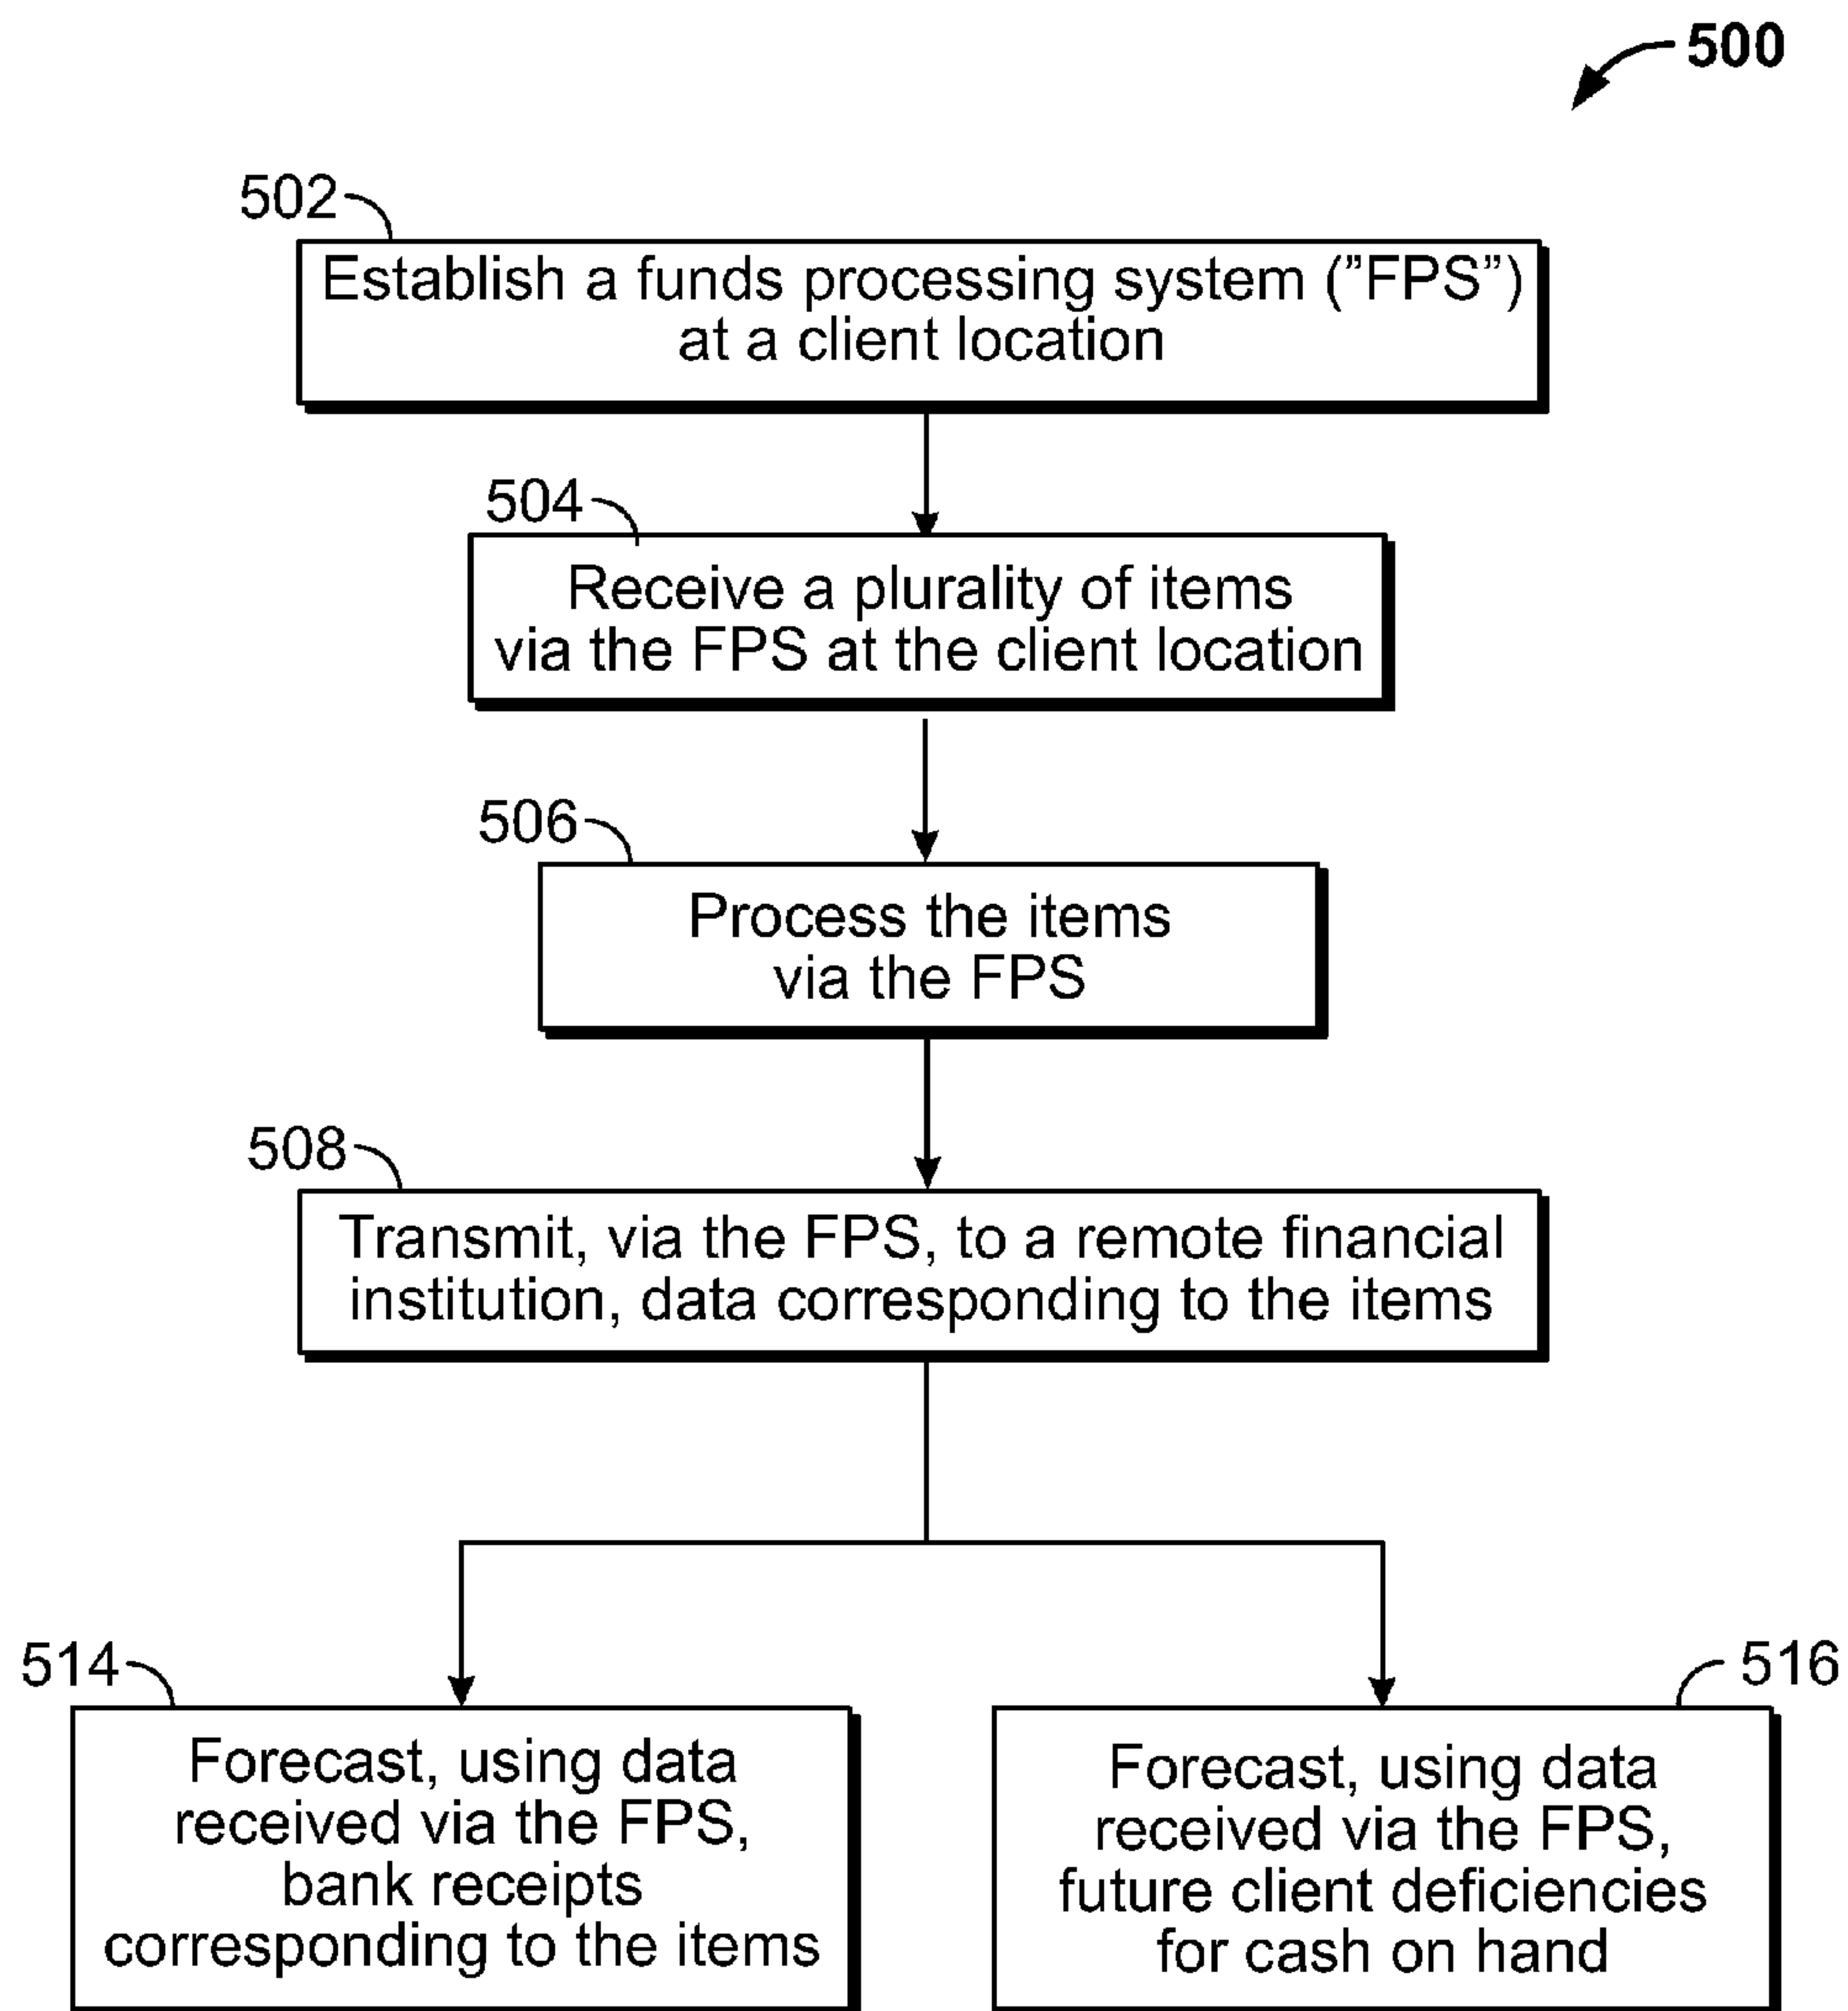 500
502
Establish a funds processing system (”FPS”)
at a client location
504
Receive a plurality of items
via the FPS at the client location
506
Process the items
via the FPS
508
Transmit, via the FPS, to a remote financial
institution, data corresponding to the items
514
Forecast, using data
received via the FPS,
bank receipts
corresponding to the items
516
Forecast, using data
received via the FPS,
future client deficiencies
for cash on hand